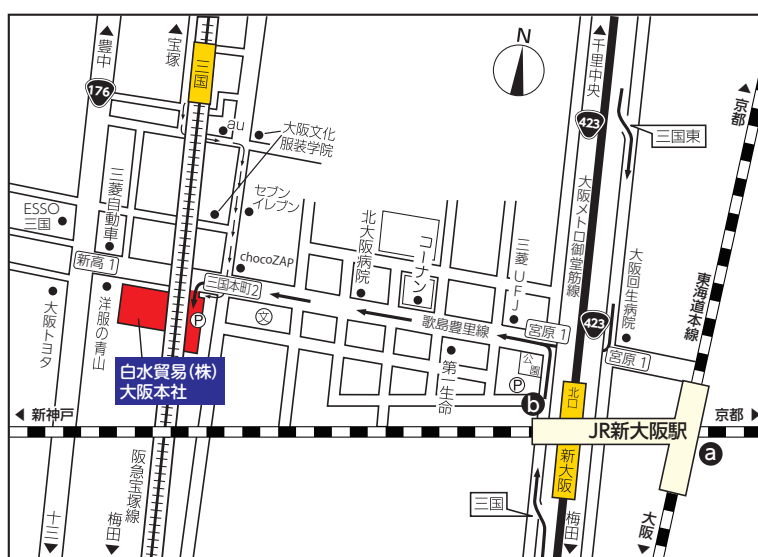 豊中
宝塚
N
千里中央
京都
三国
176
au
大阪文化
服装学院
423
三国東
三菱自動車
ESSO
三国
セブン
イレブン
大阪メトロ御堂筋線
北大阪病院
コーナン
三菱UFJ
大阪回生病院
東海道本線
新高1
chocoZAP
三国本町2
大阪トヨタ
洋服の青山
P
文
歌島豊里線
宮原1
423
宮原1
白水貿易(株)
大阪本社
第一生命
公園
P
北口
b
新神戸
京都
JR新大阪駅
a
新大阪
阪急宝塚線
三国
十三
梅田
梅田
大阪